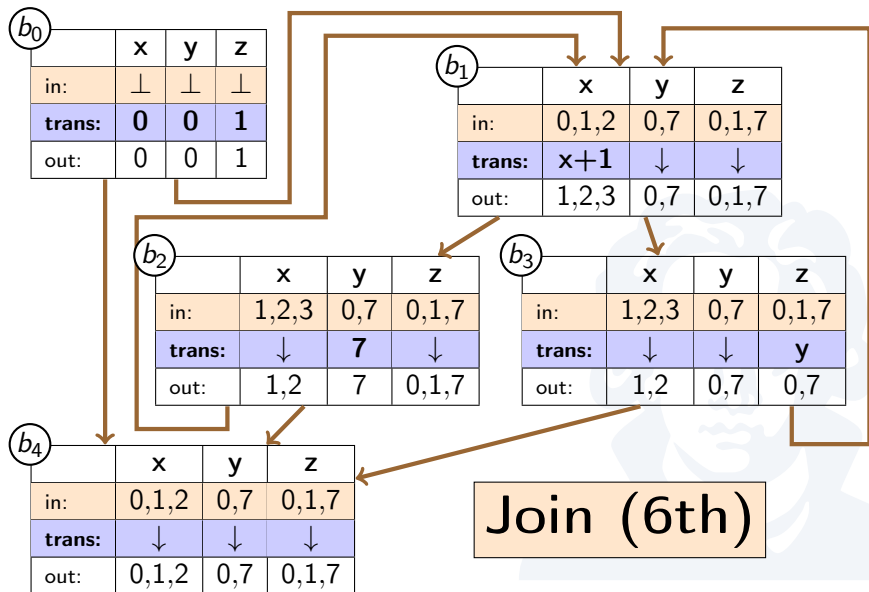 b0
x y z
in: ⊥ ⊥ ⊥
trans: 0 0 1
out: 0 0 1
b1
x y z
in: 0,1,2 0,7 0,1,7
trans: x+1 ↓ ↓
out: 1,2,3 0,7 0,1,7
b2
x y z
in: 1,2,3 0,7 0,1,7
trans: ↓ 7 ↓
out: 1,2 7 0,1,7
b3
x y z
in: 1,2,3 0,7 0,1,7
trans: ↓ ↓ y
out: 1,2 0,7 0,7
b4
x y z
in: 0,1,2 0,7 0,1,7
trans: ↓ ↓ ↓
out: 0,1,2 0,7 0,1,7
Join (6th)